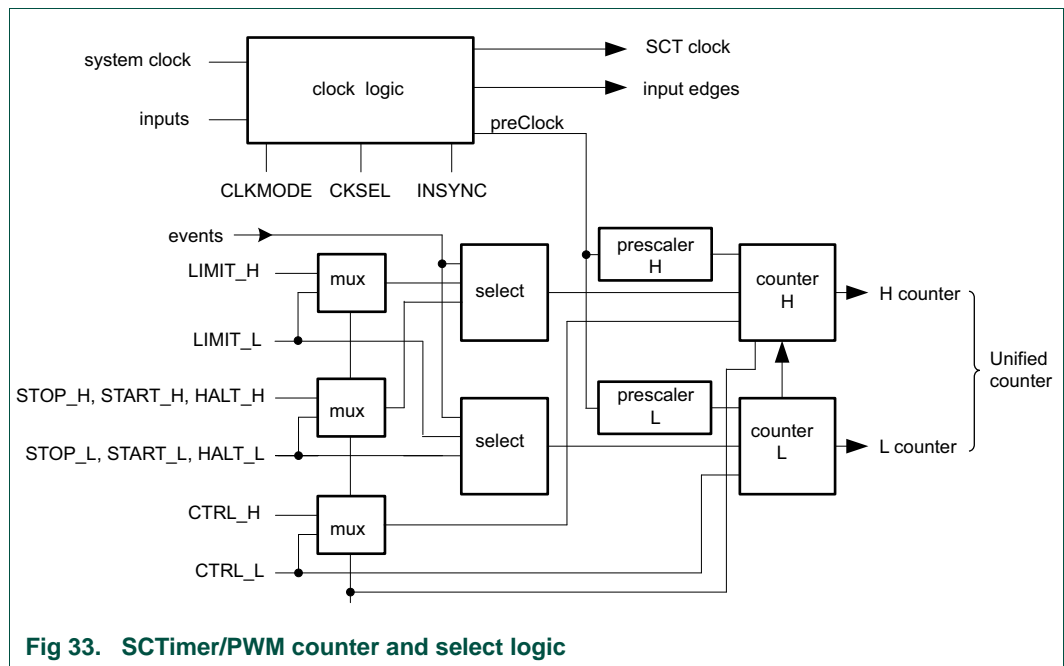 system clock
inputs
clock logic
SCT clock
input edges
preClock
CLKMODE CKSEL INSYNC
events
LIMIT_H
LIMIT_L
mux
select
prescaler
H
counter
H
H counter
STOP_H, START_H, HALT_H
STOP_L, START_L, HALT_L
mux
select
prescaler
L
counter
L
L counter
Unified
counter
CTRL_H
CTRL_L
mux
Fig 33. SCTimer/PWM counter and select logic